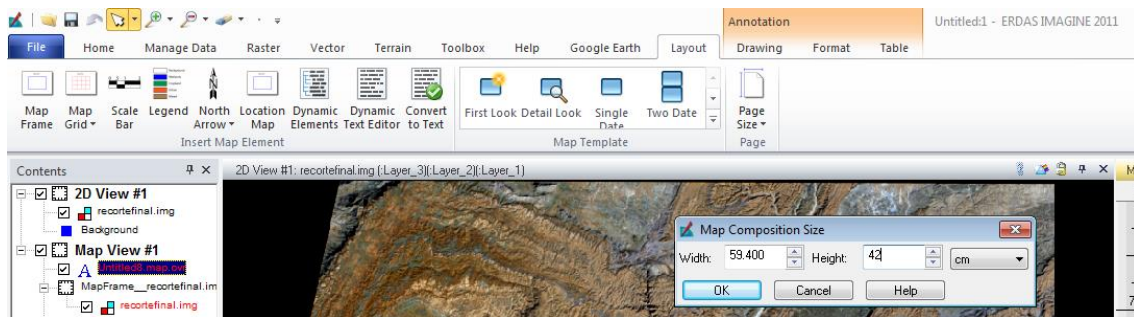 Annotation
Untitled:1 - ERDAS IMAGINE 2011
File Home Manage Data Raster Vector Terrain Toolbox Help Google Earth Layout Drawing Format Table
Map Frame
Map Grid
Scale Bar
Legend
North Arrow
Location Map
Dynamic Elements
Dynamic Text Editor
Convert to Text
First Look
Detail Look
Single Date
Two Date
Page Size
Insert Map Element
Map Template
Page
Contents
2D View #1: recortefinal.img (:Layer_3)(:Layer_2)(:Layer_1)
2D View #1
recortefinal.img
Background
Map View #1
MapFrame__recortefinal.im
recortefinal.img
Map Composition Size
Width: 59.400 Height: 42 cm
OK Cancel Help